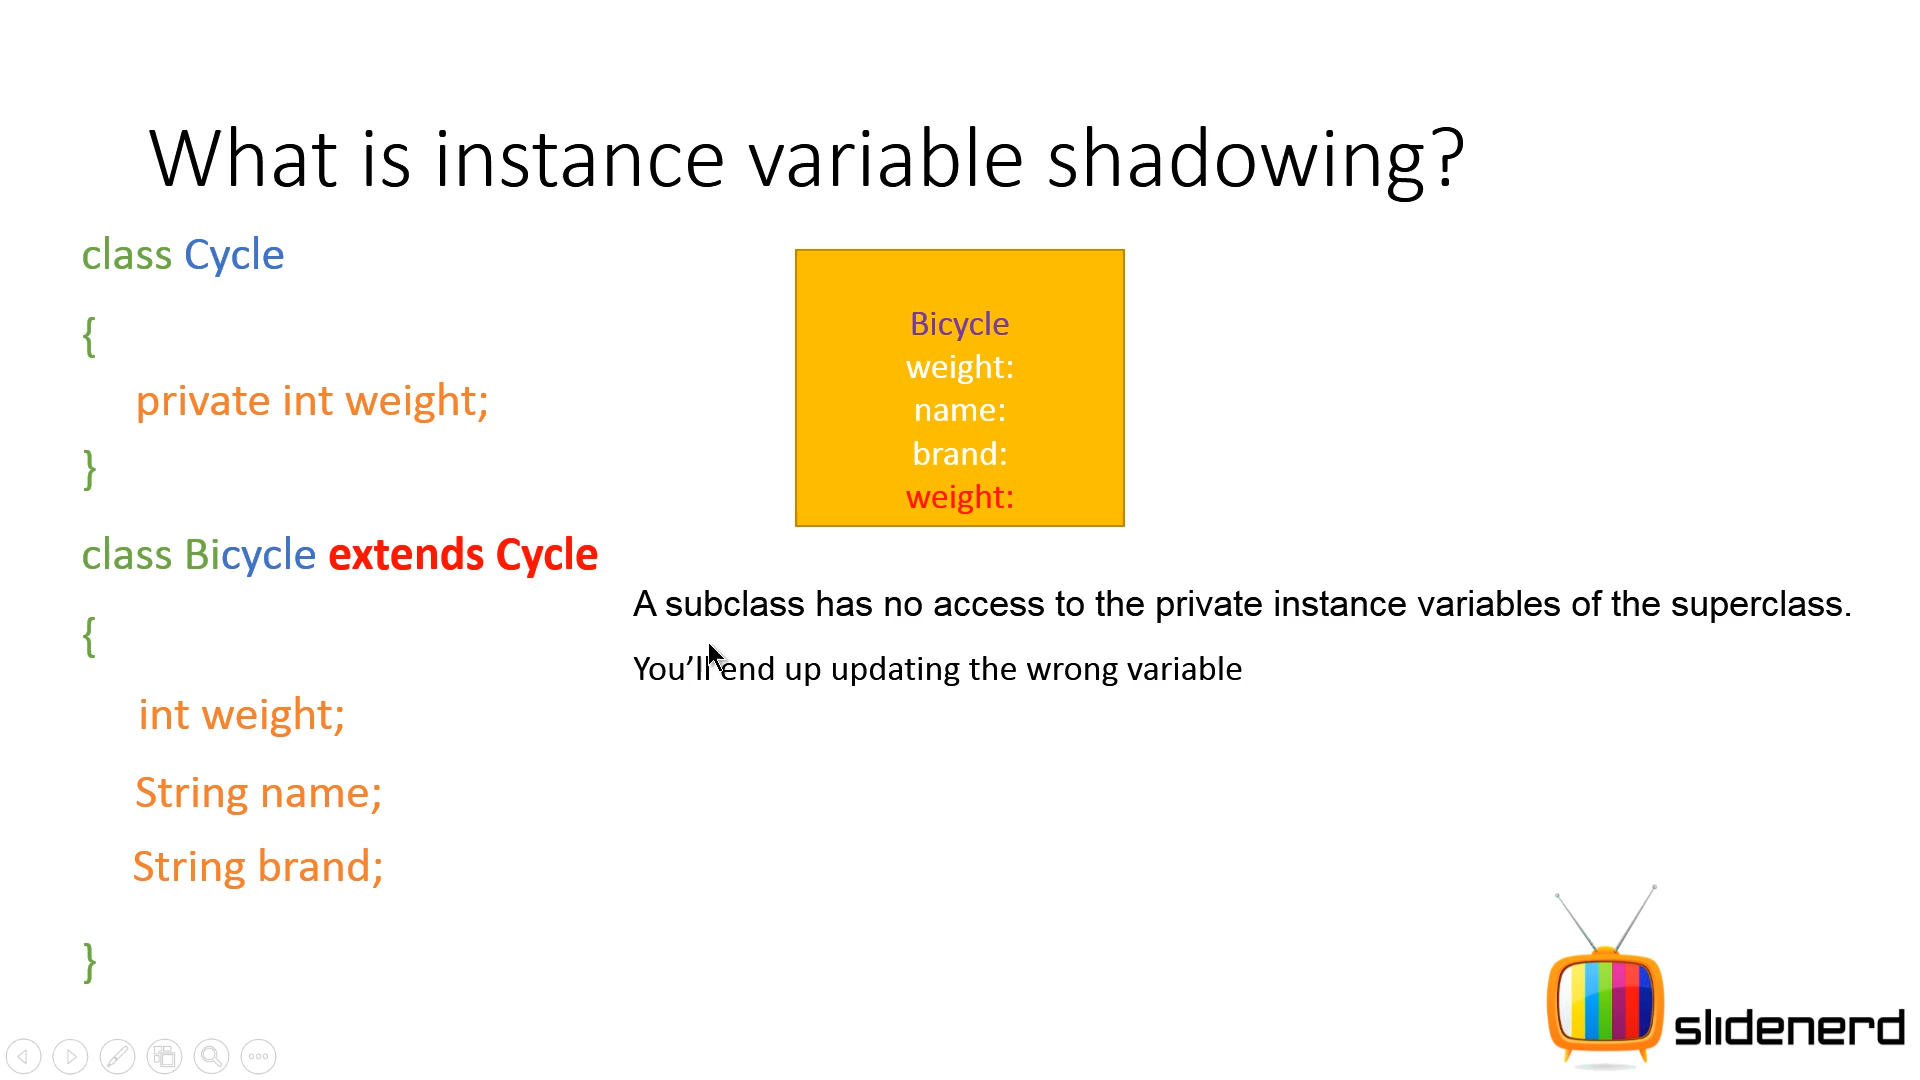 What is instance variable shadowing?
class Cycle
{
private int weight;
}
class Bicycle extends Cycle
{
int weight;
String name;
String brand;
}
Bicycle
weight:
name:
brand:
weight:
A subclass has no access to the private instance variables of the superclass.
You’ll end up updating the wrong variable
slidenerd